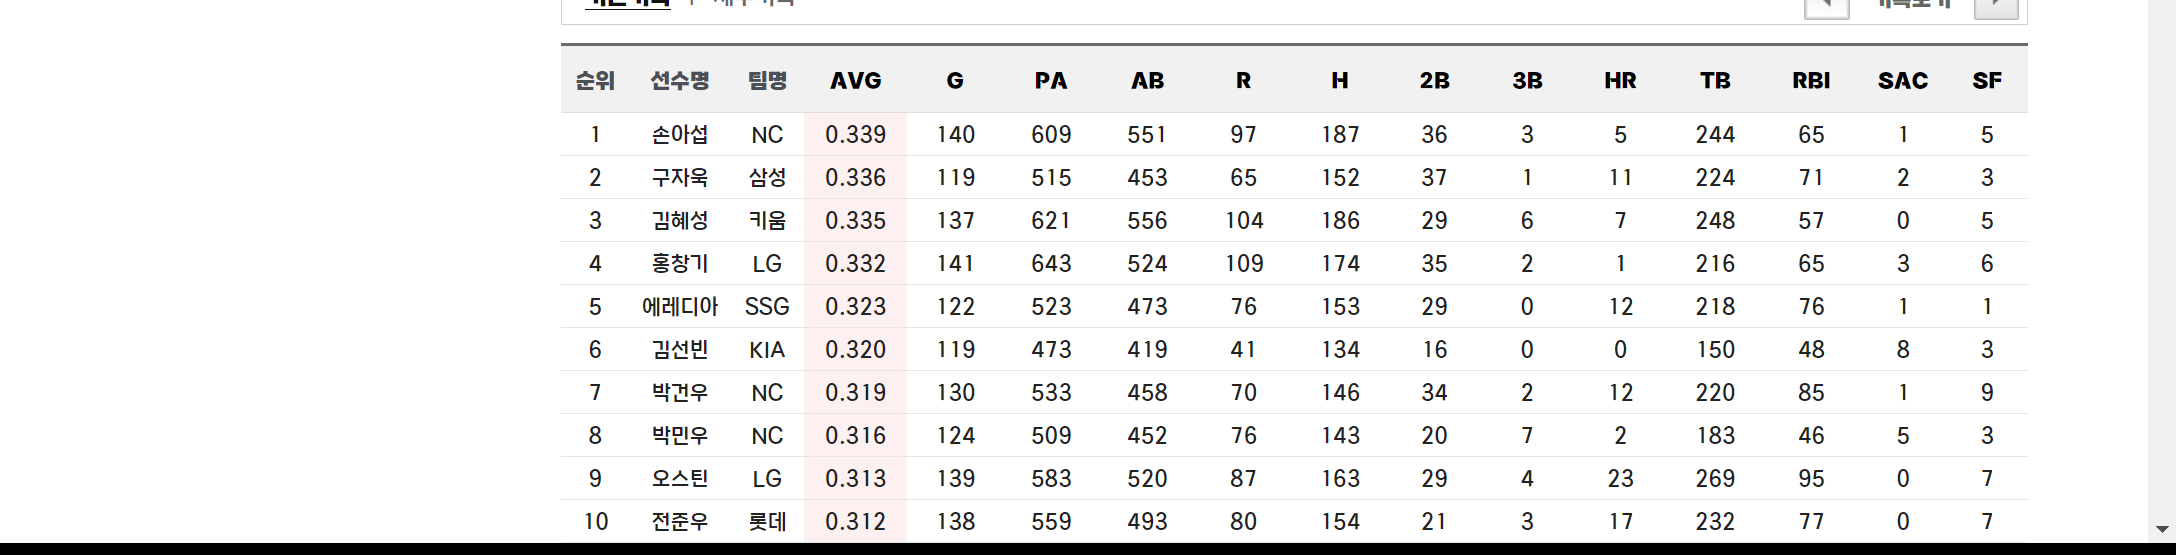 순위 선수명 팀명 AVG G PA AB R H 2B 3B HR TB RBI SAC SF
1 손아섭 NC 0.339 140 609 551 97 187 36 3 5 244 65 1 5
2 구자욱 삼성 0.336 119 515 453 65 152 37 1 11 224 71 2 3
3 김혜성 키움 0.335 137 621 556 104 186 29 6 7 248 57 0 5
4 홍창기 LG 0.332 141 643 524 109 174 35 2 1 216 65 3 6
5 에레디아 SSG 0.323 122 523 473 76 153 29 0 12 218 76 1 1
6 김선빈 KIA 0.320 119 473 419 41 134 16 0 0 150 48 8 3
7 박건우 NC 0.319 130 533 458 70 146 34 2 12 220 85 1 9
8 박민우 NC 0.316 124 509 452 76 143 20 7 2 183 46 5 3
9 오스틴 LG 0.313 139 583 520 87 163 29 4 23 269 95 0 7
10 전준우 롯데 0.312 138 559 493 80 154 21 3 17 232 77 0 7